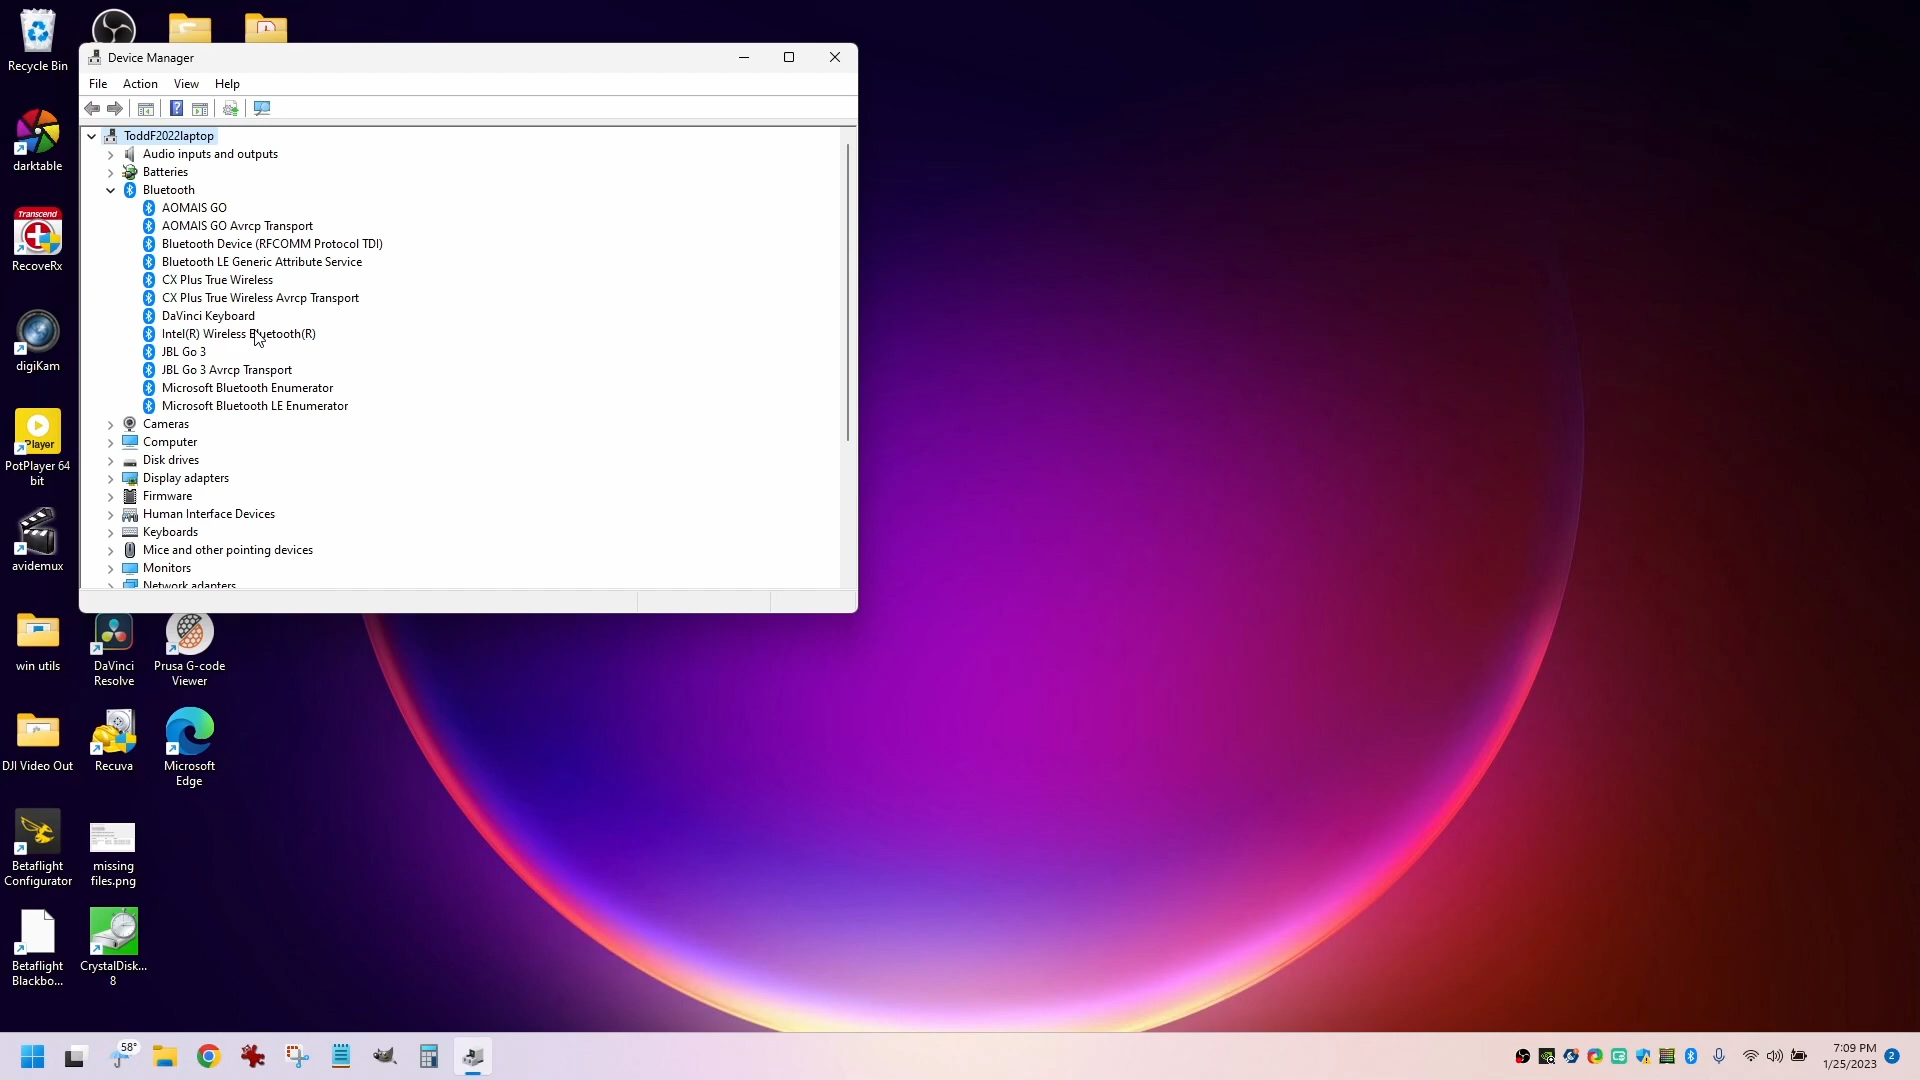 Recycle Bin
Device Manager
File Action View Help
ToddF2022laptop
Audio inputs and outputs
Batteries
Bluetooth
AOMAIS GO
AOMAIS GO Avrcp Transport
Bluetooth Device (RFCOMM Protocol TDI)
Bluetooth LE Generic Attribute Service
CX Plus True Wireless
CX Plus True Wireless Avrcp Transport
DaVinci Keyboard
Intel(R) Wireless Bluetooth(R)
JBL Go 3
JBL Go 3 Avrcp Transport
Microsoft Bluetooth Enumerator
Microsoft Bluetooth LE Enumerator
Cameras
Computer
Disk drives
Display adapters
Firmware
Human Interface Devices
Keyboards
Mice and other pointing devices
Monitors
Network adapters
darktable
Transcend
RecoveRx
digiKam
Player
PotPlayer 64
bit
avidemux
win utils
DaVinci
Resolve
Prusa G-code
Viewer
DJI Video Out
Recuva
Microsoft
Edge
Betaflight
Configurator
missing
files.png
Betaflight
Blackbo...
CrystalDisk...
8
58°
7:09 PM
1/25/2023
2